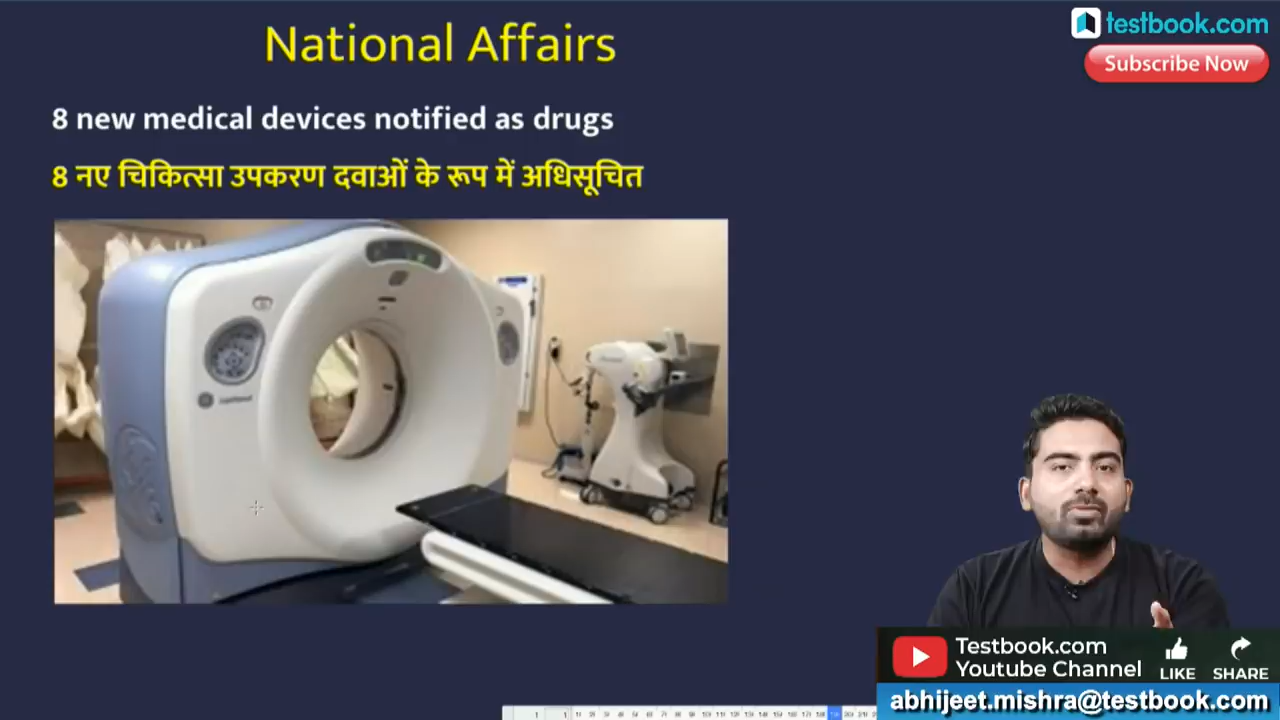 National Affairs
testbook.com
Subscribe Now
8 new medical devices notified as drugs
8 नए चिकित्सा उपकरण दवाओं के रूप में अधिसूचित
Testbook.com
Youtube Channel
LIKE
SHARE
abhijeet.mishra@testbook.com